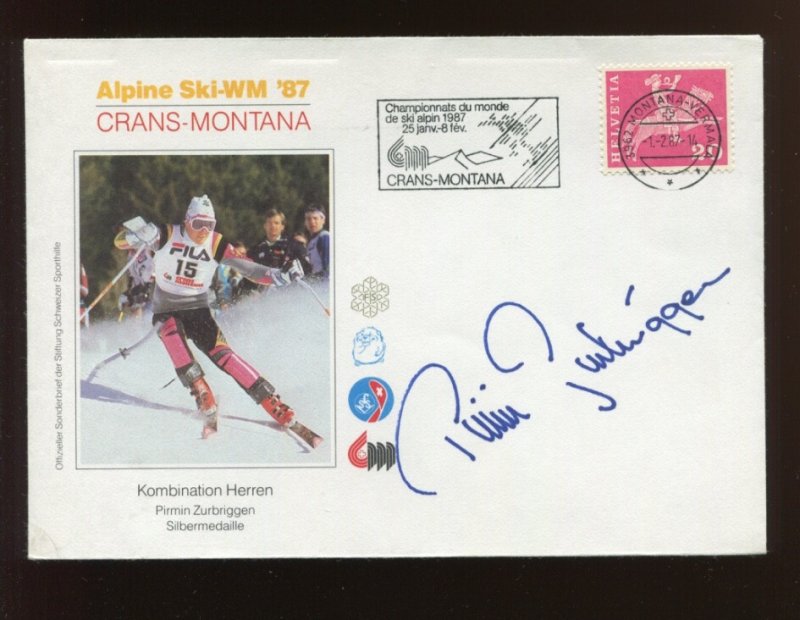 Alpine Ski-WM '87
CRANS-MONTANA
Offizieller Sonderbrief der Stiftung Schweizer Sporthilfe
FILA
15
Kombination Herren
Pirmin Zurbriggen
Silbermedaille
Championnats du monde
de ski alpin 1987
25 janv.-8 fév.
CRANS-MONTANA
HELVETIA
3962 MONTANA-VERMALA
-1.-2.87-14
FIS
Pirmin Zurbriggen